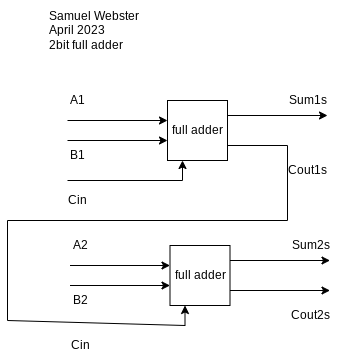 Samuel Webster
April 2023
2bit full adder
A1
Sum1s
full adder
B1
Cout1s
Cin
A2
Sum2s
full adder
B2
Cout2s
Cin